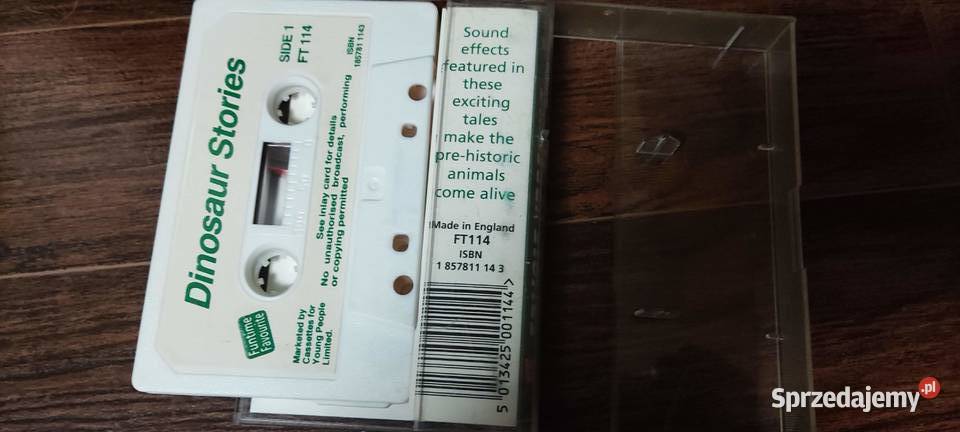 Dinosaur Stories
SIDE 1
FT 114
ISBN
185781 1143
See inlay card for details
No unauthorised broadcast, performing
or copying permitted
Funtime
Favourite
Marketed by
Cassettes for
Young People
Limited.
Sound
effects
featured in
these
exciting
tales
make the
pre-historic
animals
come alive
Made in England
FT114
ISBN
1 857811 14 3
5 013425 001144 >
Sprzedajemy.pl